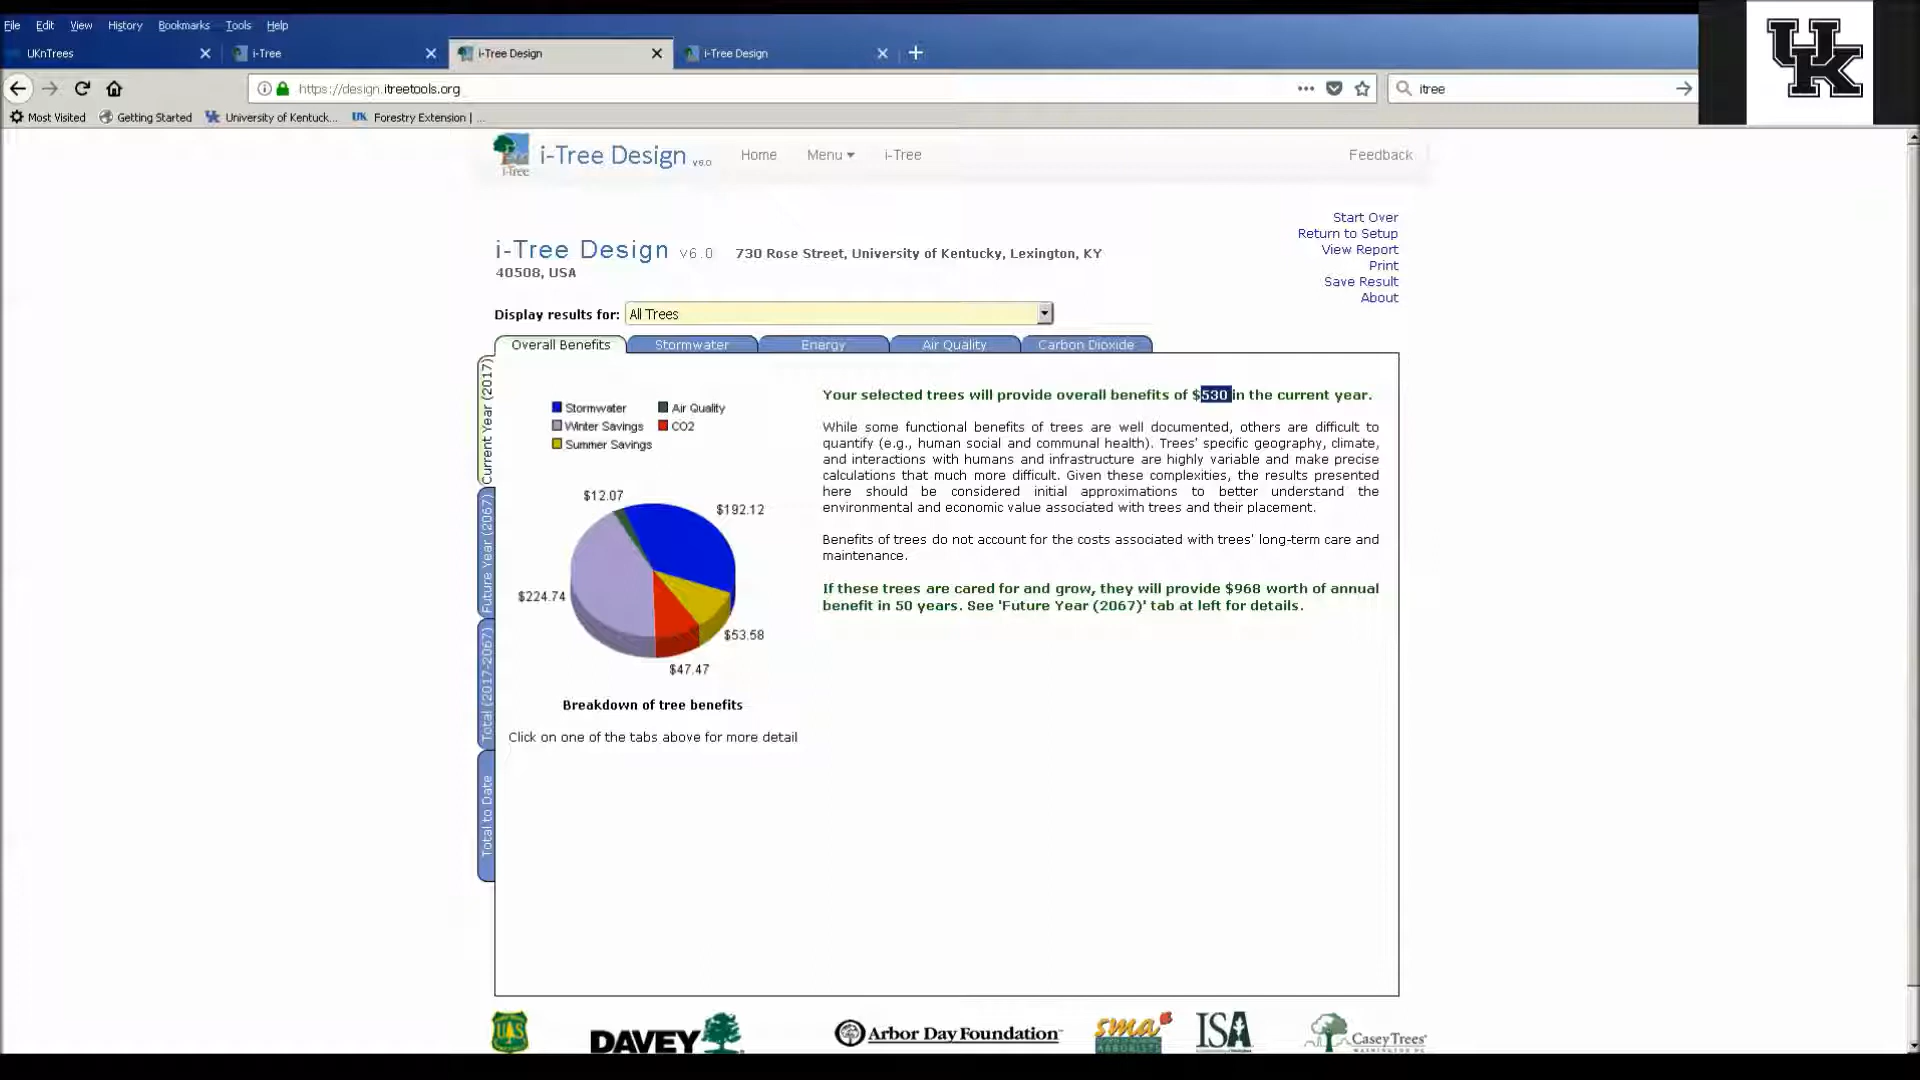 File Edit View History Bookmarks Tools Help
UKnTrees i-Tree i-Tree Design i-Tree Design
https://design.itreetools.org itree
Most Visited Getting Started University of Kentuck... UK Forestry Extension | ...
UK
i-Tree
i-Tree Design v6.0 Home Menu i-Tree Feedback
Start Over
Return to Setup
View Report
Print
Save Result
About
i-Tree Design v6.0 730 Rose Street, University of Kentucky, Lexington, KY
40508, USA
Display results for: All Trees
Overall Benefits Stormwater Energy Air Quality Carbon Dioxide
Current Year (2017)
Future Year (2067)
Total (2017-2067)
Total to Date
Stormwater Air Quality
Winter Savings CO2
Summer Savings
$12.07
$192.12
$224.74
$53.58
$47.47
Breakdown of tree benefits
Click on one of the tabs above for more detail
Your selected trees will provide overall benefits of $530 in the current year.
While some functional benefits of trees are well documented, others are difficult to
quantify (e.g., human social and communal health). Trees' specific geography, climate,
and interactions with humans and infrastructure are highly variable and make precise
calculations that much more difficult. Given these complexities, the results presented
here should be considered initial approximations to better understand the
environmental and economic value associated with trees and their placement.
Benefits of trees do not account for the costs associated with trees' long-term care and
maintenance.
If these trees are cared for and grow, they will provide $968 worth of annual
benefit in 50 years. See 'Future Year (2067)' tab at left for details.
UAS
DAVEY
Arbor Day Foundation
sma
ARBORISTS
ISA
Casey Trees